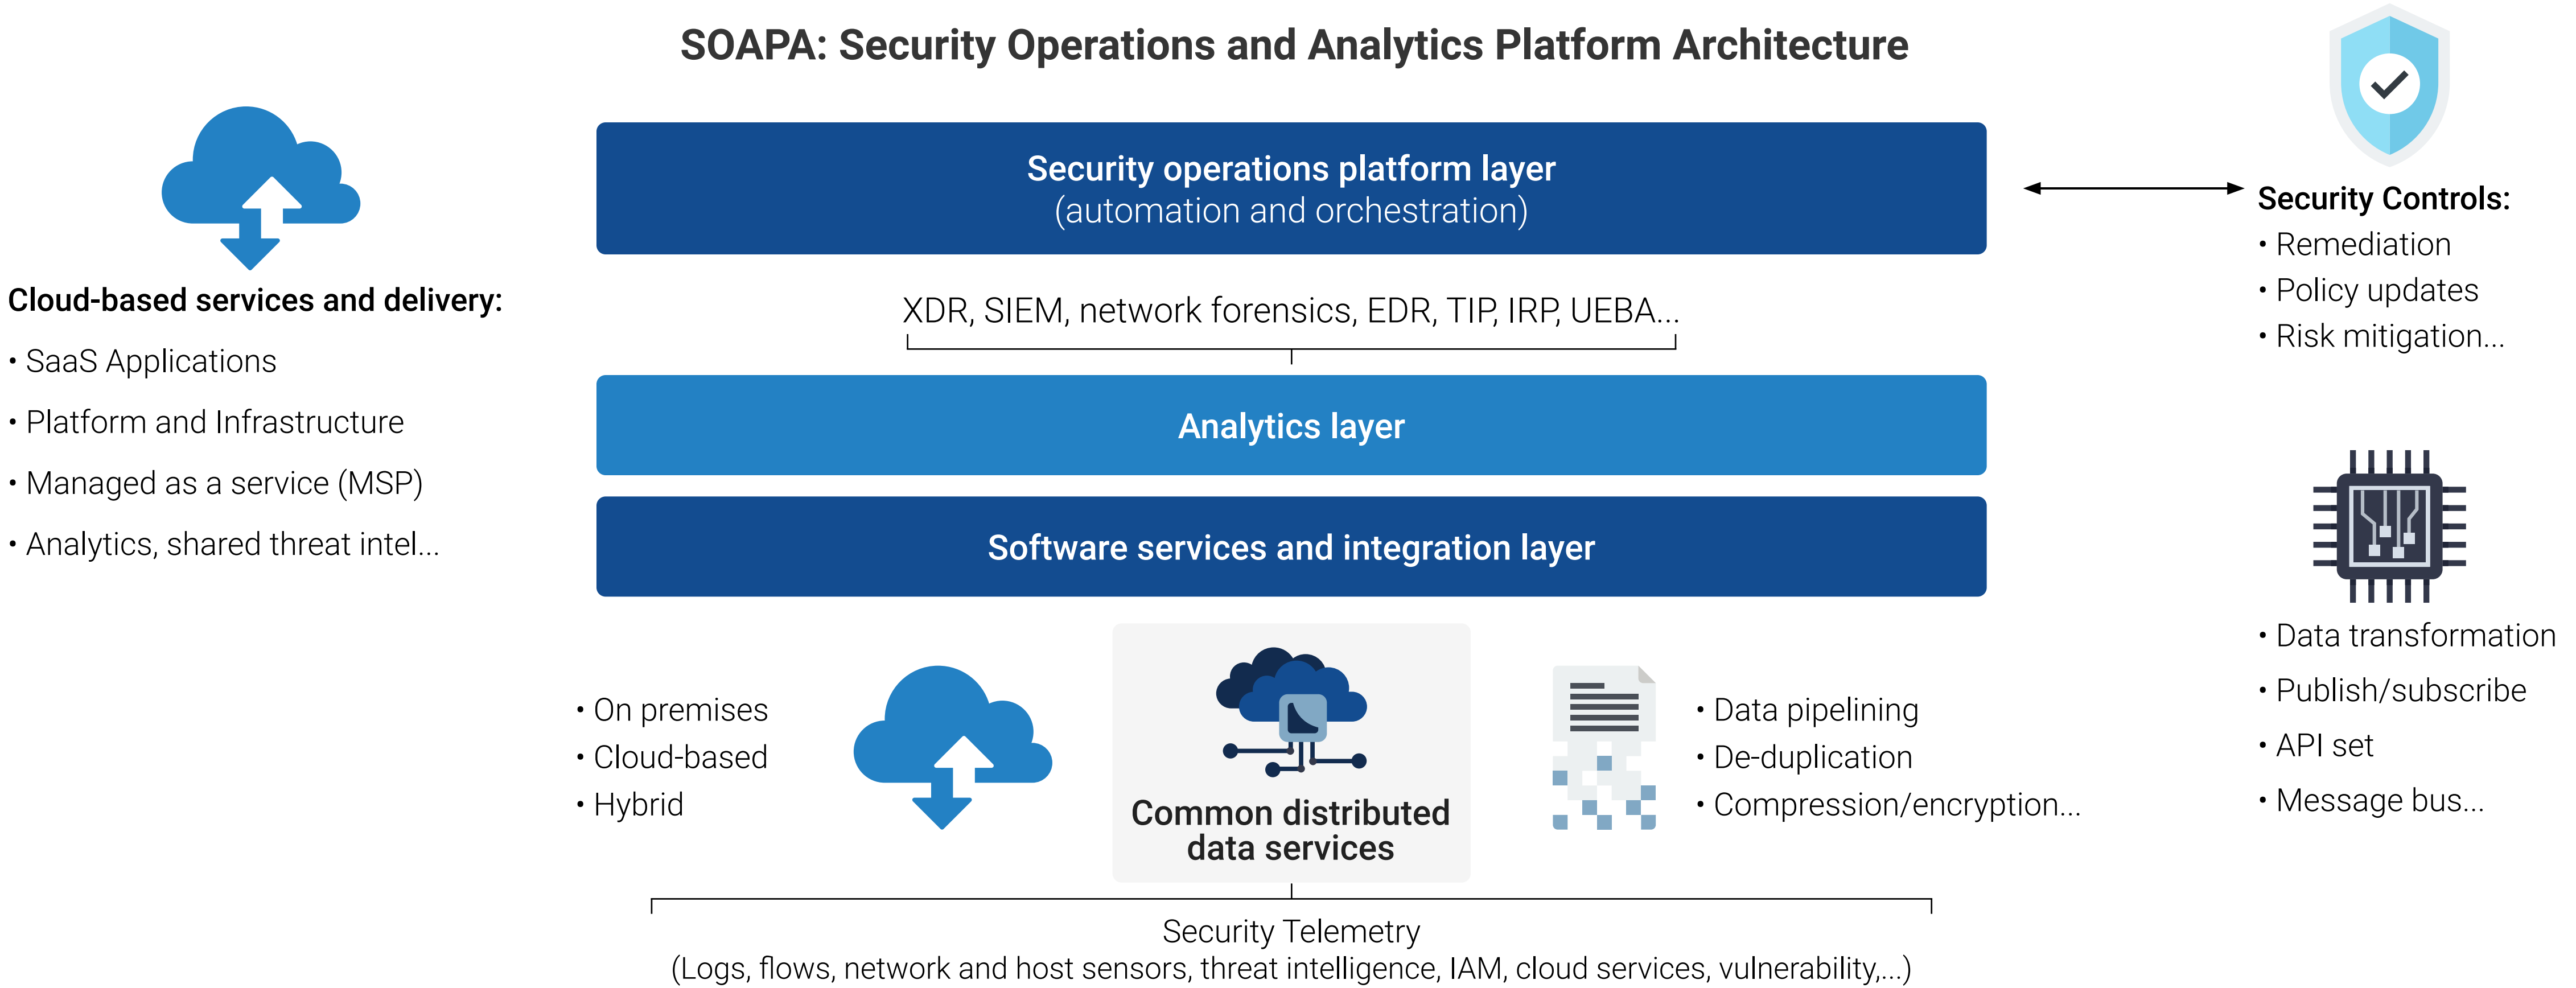 SOAPA: Security Operations and Analytics Platform Architecture
Cloud-based services and delivery:
• SaaS Applications
• Platform and Infrastructure
• Managed as a service (MSP)
• Analytics, shared threat intel...
Security operations platform layer
(automation and orchestration)
XDR, SIEM, network forensics, EDR, TIP, IRP, UEBA...
Analytics layer
Software services and integration layer
Security Controls:
• Remediation
• Policy updates
• Risk mitigation...
• Data transformation
• Publish/subscribe
• API set
• Message bus...
• On premises
• Cloud-based
• Hybrid
Common distributed
data services
• Data pipelining
• De-duplication
• Compression/encryption...
Security Telemetry
(Logs, flows, network and host sensors, threat intelligence, IAM, cloud services, vulnerability,...)